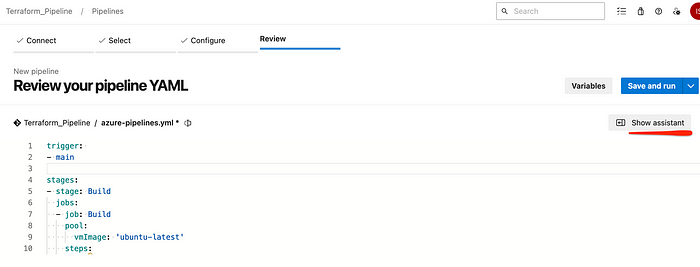 Terraform_Pipeline / Pipelines
Search
IS
Connect
Select
Configure
Review
New pipeline
Review your pipeline YAML
Variables
Save and run
Terraform_Pipeline / azure-pipelines.yml *
Show assistant
1 trigger:
2 - main
3
4 stages:
5 - stage: Build
6 jobs:
7 - job: Build
8 pool:
9 vmImage: 'ubuntu-latest'
10 steps: